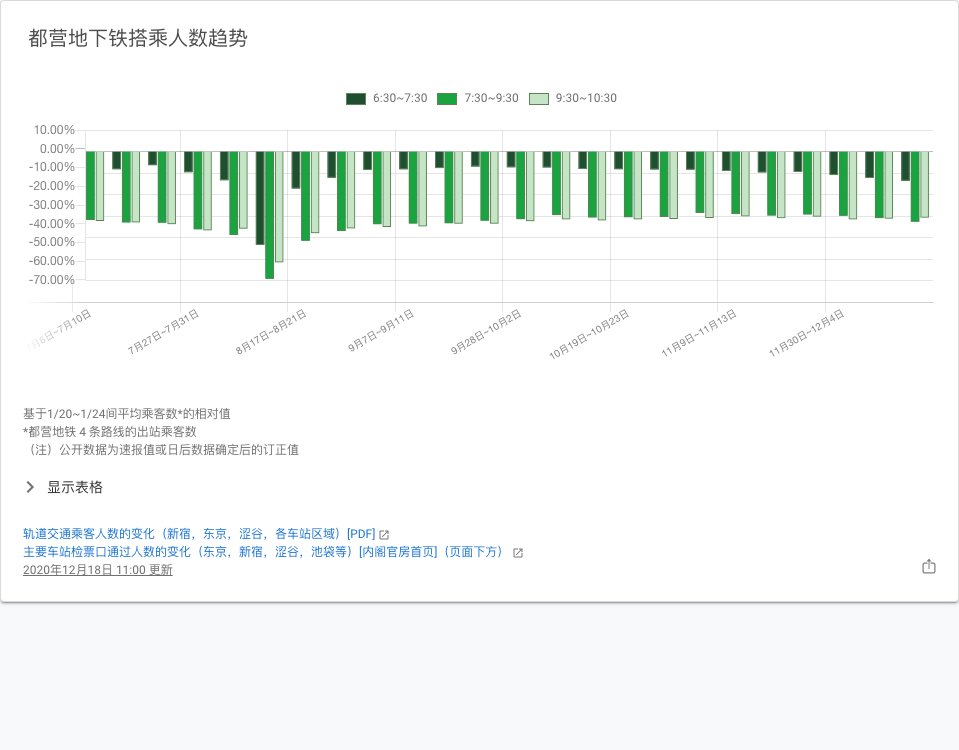 都营地下铁搭乘人数趋势
6:30~7:30 7:30~9:30 9:30~10:30
10.00%
0.00%
-10.00%
-20.00%
-30.00%
-40.00%
-50.00%
-60.00%
-70.00%
月6日~7月10日 7月27日~7月31日 8月17日~8月21日 9月7日~9月11日 9月28日~10月2日 10月19日~10月23日 11月9日~11月13日 11月30日~12月4日
基于1/20~1/24间平均乘客数*的相对值
*都营地铁 4 条路线的出站乘客数
（注）公开数据为速报值或日后数据确定后的订正值
显示表格
轨道交通乘客人数的变化（新宿，东京，涩谷，各车站区域）[PDF]
主要车站检票口通过人数的变化（东京，新宿，涩谷，池袋等）[内阁官房首页]（页面下方）
2020年12月18日 11:00 更新